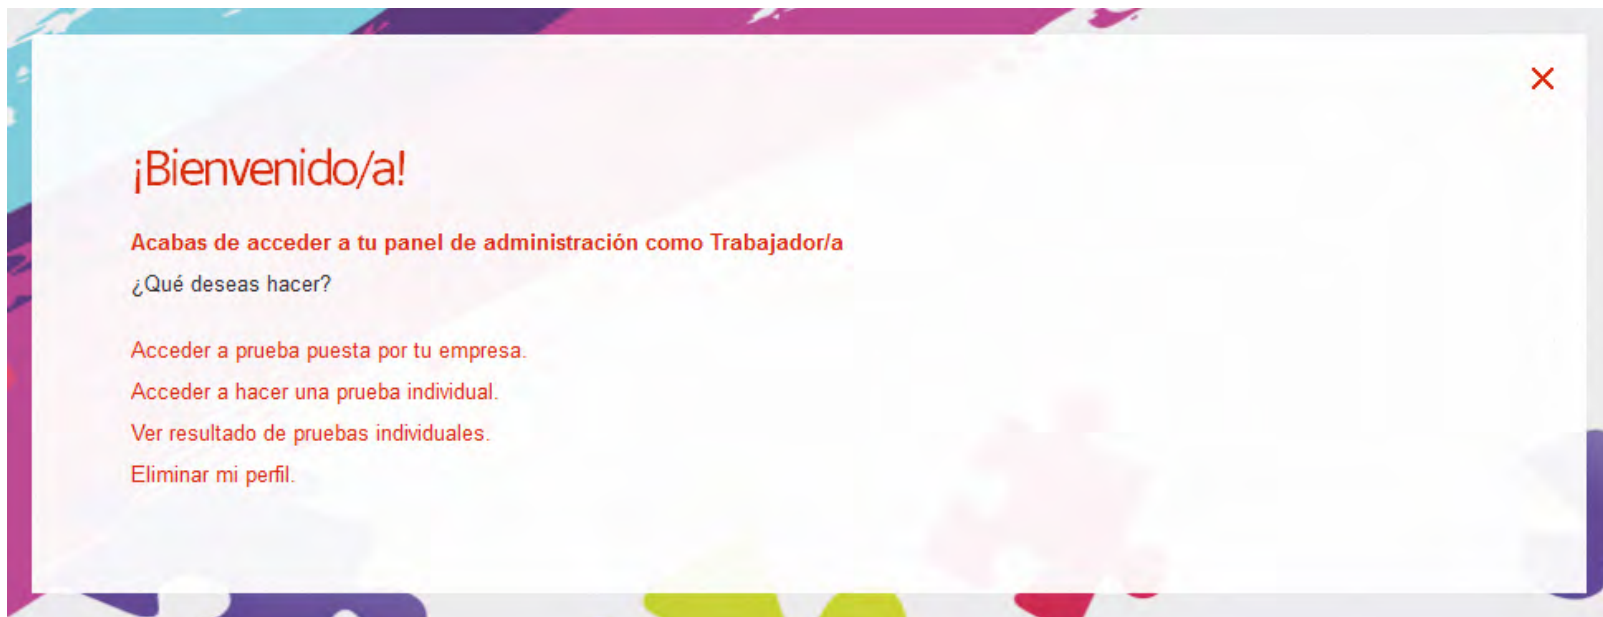 ¡Bienvenido/a!
Acabas de acceder a tu panel de administración como Trabajador/a
¿Qué deseas hacer?
Acceder a prueba puesta por tu empresa.
Acceder a hacer una prueba individual.
Ver resultado de pruebas individuales.
Eliminar mi perfil.